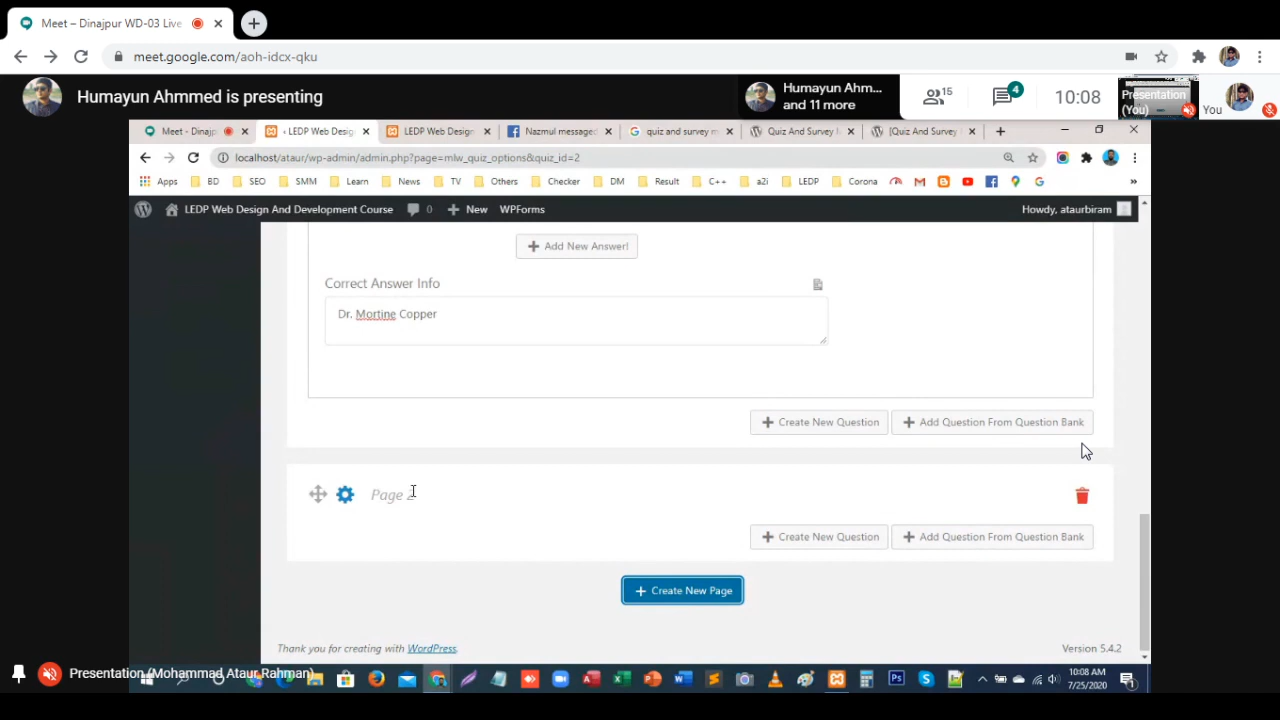 Meet – Dinajpur WD-03 Live
meet.google.com/aoh-idcx-qku
Humayun Ahmmed is presenting
Humayun Ahm...
and 11 more
15
4
10:08
Presentation
(You)
You
Meet - Dinajp
LEDP Web Desig
LEDP Web Design
Nazmul messaged
quiz and survey m
Quiz And Survey M
[Quiz And Survey
localhost/ataur/wp-admin/admin.php?page=mlw_quiz_options&quiz_id=2
Apps
BD
SEO
SMM
Learn
News
TV
Others
Checker
DM
Result
C++
a2i
LEDP
Corona
LEDP Web Design And Development Course
0
New
WPForms
Howdy, ataurbiram
Add New Answer!
Correct Answer Info
Dr. Mortine Copper
Create New Question
Add Question From Question Bank
Page 2
Create New Question
Add Question From Question Bank
Create New Page
Thank you for creating with WordPress.
Version 5.4.2
Presentation (Mohammad Ataur Rahman)
10:08 AM
7/25/2020